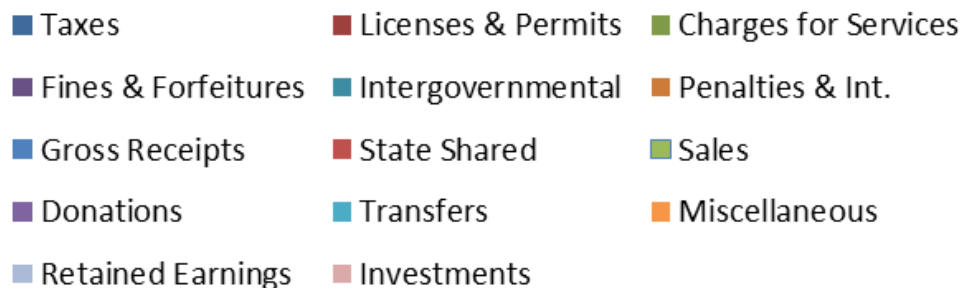 Taxes Licenses & Permits Charges for Services
Fines & Forfeitures Intergovernmental Penalties & Int.
Gross Receipts State Shared Sales
Donations Transfers Miscellaneous
Retained Earnings Investments